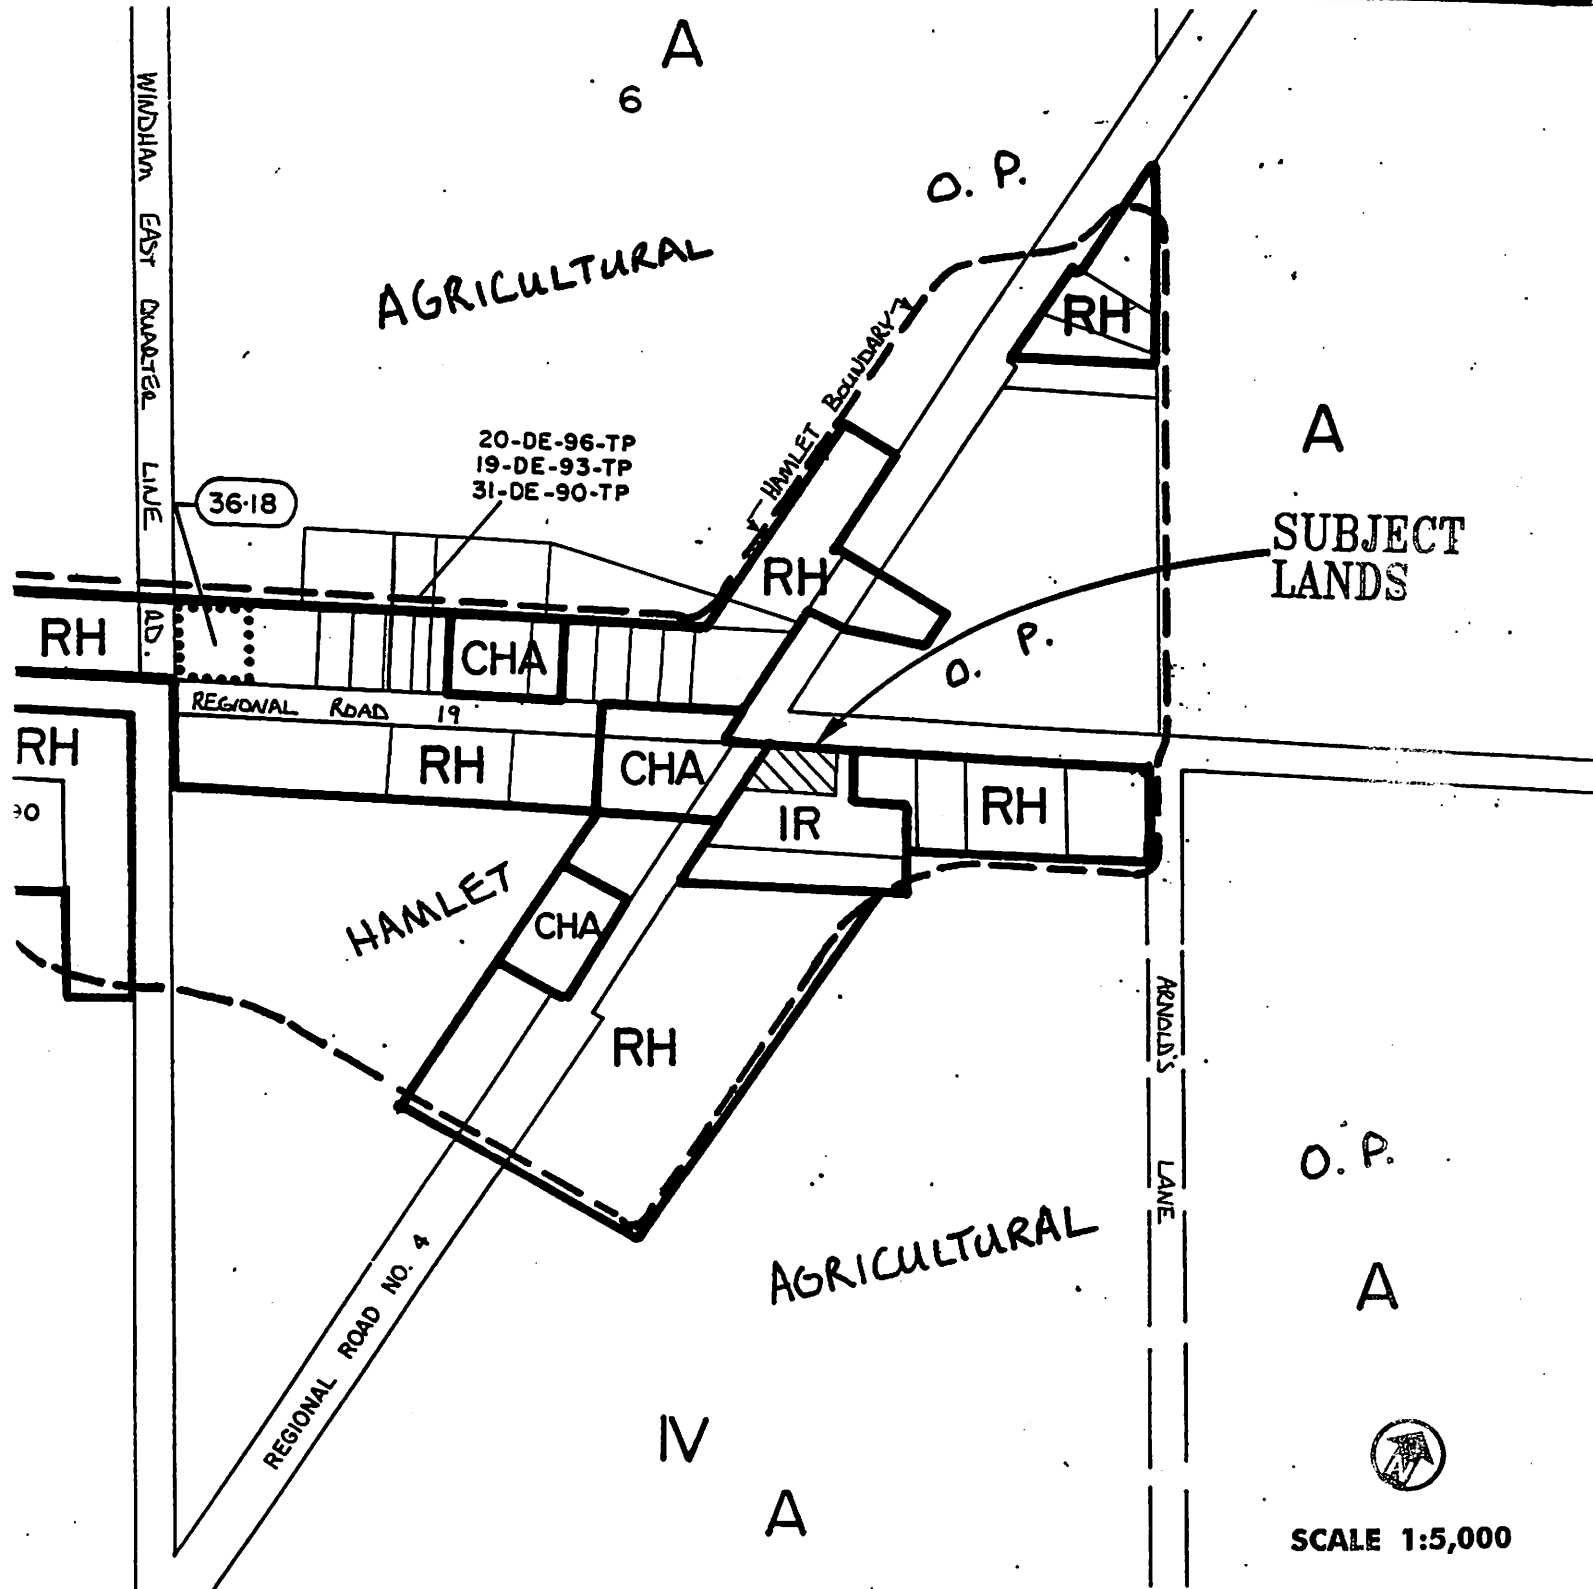 A
6
O. P.
AGRICULTURAL
WINDHAM EAST QUARTER LINE RD.
HAMLET BOUNDARY
RH
A
20-DE-96-TP
19-DE-93-TP
31-DE-90-TP
36·18
SUBJECT
LANDS
RH
RH
CHA
O. P.
REGIONAL ROAD 19
RH
RH
CHA
IR
RH
HAMLET
CHA
RH
ARNOLD'S LANE
O. P.
AGRICULTURAL
A
REGIONAL ROAD NO. 4
IV
A
SCALE 1:5,000